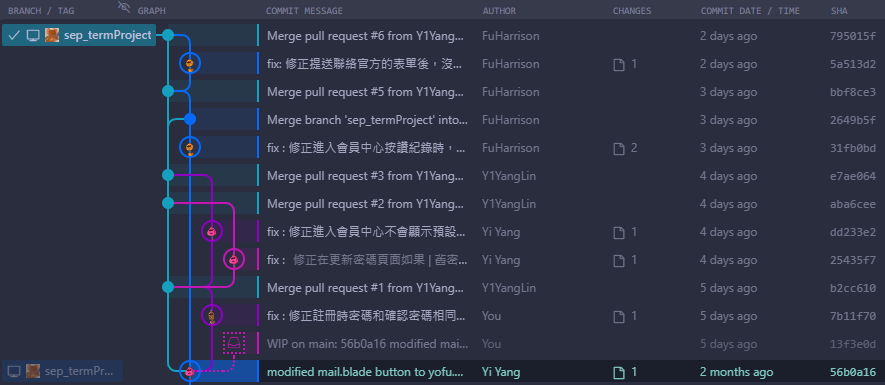 BRANCH / TAG GRAPH COMMIT MESSAGE AUTHOR CHANGES COMMIT DATE / TIME SHA
sep_termProject Merge pull request #6 from Y1Yang... FuHarrison 2 days ago 795015f
fix: 修正提送聯絡官方的表單後，沒... FuHarrison 1 2 days ago 5a513d2
Merge pull request #5 from Y1Yang... FuHarrison 3 days ago bbf8ce3
Merge branch 'sep_termProject' into... FuHarrison 3 days ago 2649b5f
fix : 修正進入會員中心按讚紀錄時，... FuHarrison 2 3 days ago 31fb0bd
Merge pull request #3 from Y1Yang... Y1YangLin 4 days ago e7ae064
Merge pull request #2 from Y1Yang... Y1YangLin 4 days ago aba6cee
fix : 修正進入會員中心不會顯示預設... Yi Yang 1 4 days ago dd233e2
fix : 修正在更新密碼頁面如果 | 舊密... Yi Yang 1 4 days ago 25435f7
Merge pull request #1 from Y1Yang... Y1YangLin 5 days ago b2cc610
fix : 修正註冊時密碼和確認密碼相同... You 1 5 days ago 7b11f70
WIP on main: 56b0a16 modified mai... You 5 days ago 13f3e0d
sep_termPr... modified mail.blade button to yofu.... Yi Yang 1 2 months ago 56b0a16